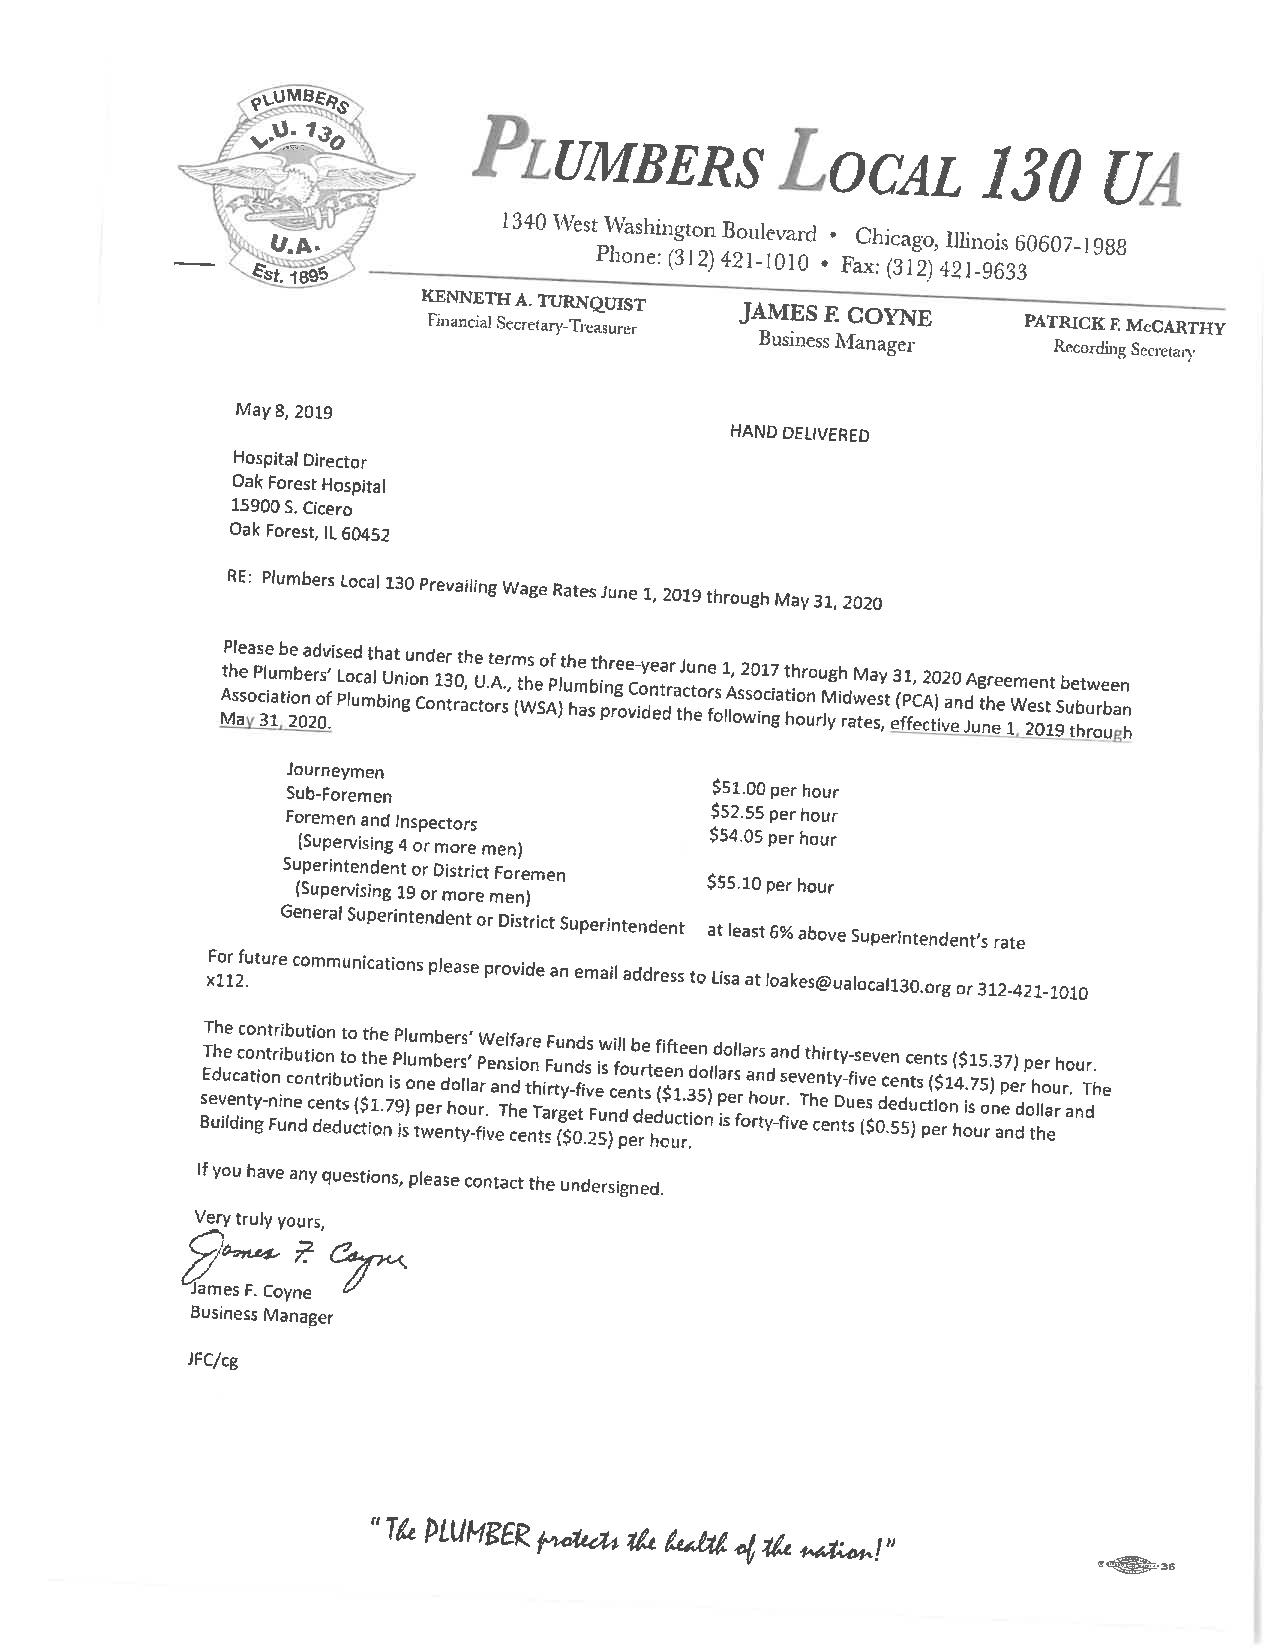 PLUMBERS
L.U. 130
U.A.
Est. 1895
PLUMBERS LOCAL 130 UA
1340 West Washington Boulevard • Chicago, Illinois 60607-1988
Phone: (312) 421-1010 • Fax: (312) 421-9633
KENNETH A. TURNQUIST
Financial Secretary-Treasurer
JAMES F. COYNE
Business Manager
PATRICK F. McCARTHY
Recording Secretary
May 8, 2019
HAND DELIVERED
Hospital Director
Oak Forest Hospital
15900 S. Cicero
Oak Forest, IL 60452
RE: Plumbers Local 130 Prevailing Wage Rates June 1, 2019 through May 31, 2020
Please be advised that under the terms of the three-year June 1, 2017 through May 31, 2020 Agreement between
the Plumbers' Local Union 130, U.A., the Plumbing Contractors Association Midwest (PCA) and the West Suburban
Association of Plumbing Contractors (WSA) has provided the following hourly rates, effective June 1, 2019 through
May 31, 2020.
Journeymen $51.00 per hour
Sub-Foremen $52.55 per hour
Foremen and Inspectors $54.05 per hour
(Supervising 4 or more men)
Superintendent or District Foremen $55.10 per hour
(Supervising 19 or more men)
General Superintendent or District Superintendent at least 6% above Superintendent's rate
For future communications please provide an email address to Lisa at loakes@ualocal130.org or 312-421-1010
x112.
The contribution to the Plumbers' Welfare Funds will be fifteen dollars and thirty-seven cents ($15.37) per hour.
The contribution to the Plumbers' Pension Funds is fourteen dollars and seventy-five cents ($14.75) per hour. The
Education contribution is one dollar and thirty-five cents ($1.35) per hour. The Dues deduction is one dollar and
seventy-nine cents ($1.79) per hour. The Target Fund deduction is forty-five cents ($0.55) per hour and the
Building Fund deduction is twenty-five cents ($0.25) per hour.
If you have any questions, please contact the undersigned.
Very truly yours,
James F. Coyne
James F. Coyne
Business Manager
JFC/cg
"The PLUMBER protects the health of the nation!"
36